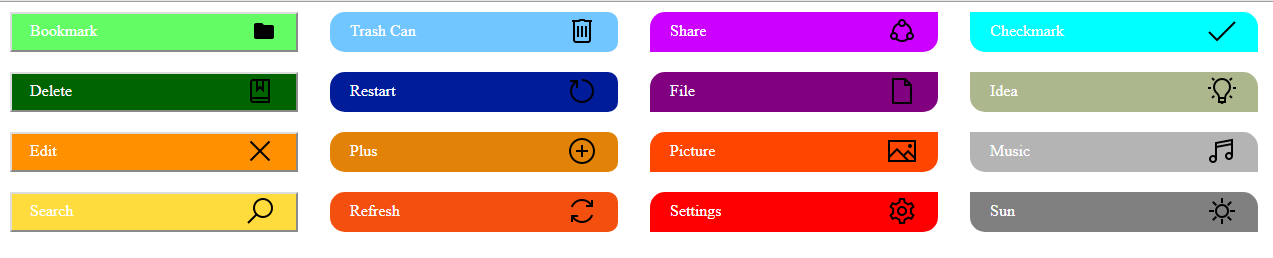 Bookmark
Trash Can
Share
Checkmark
Delete
Restart
File
Idea
Edit
Plus
Picture
Music
Search
Refresh
Settings
Sun